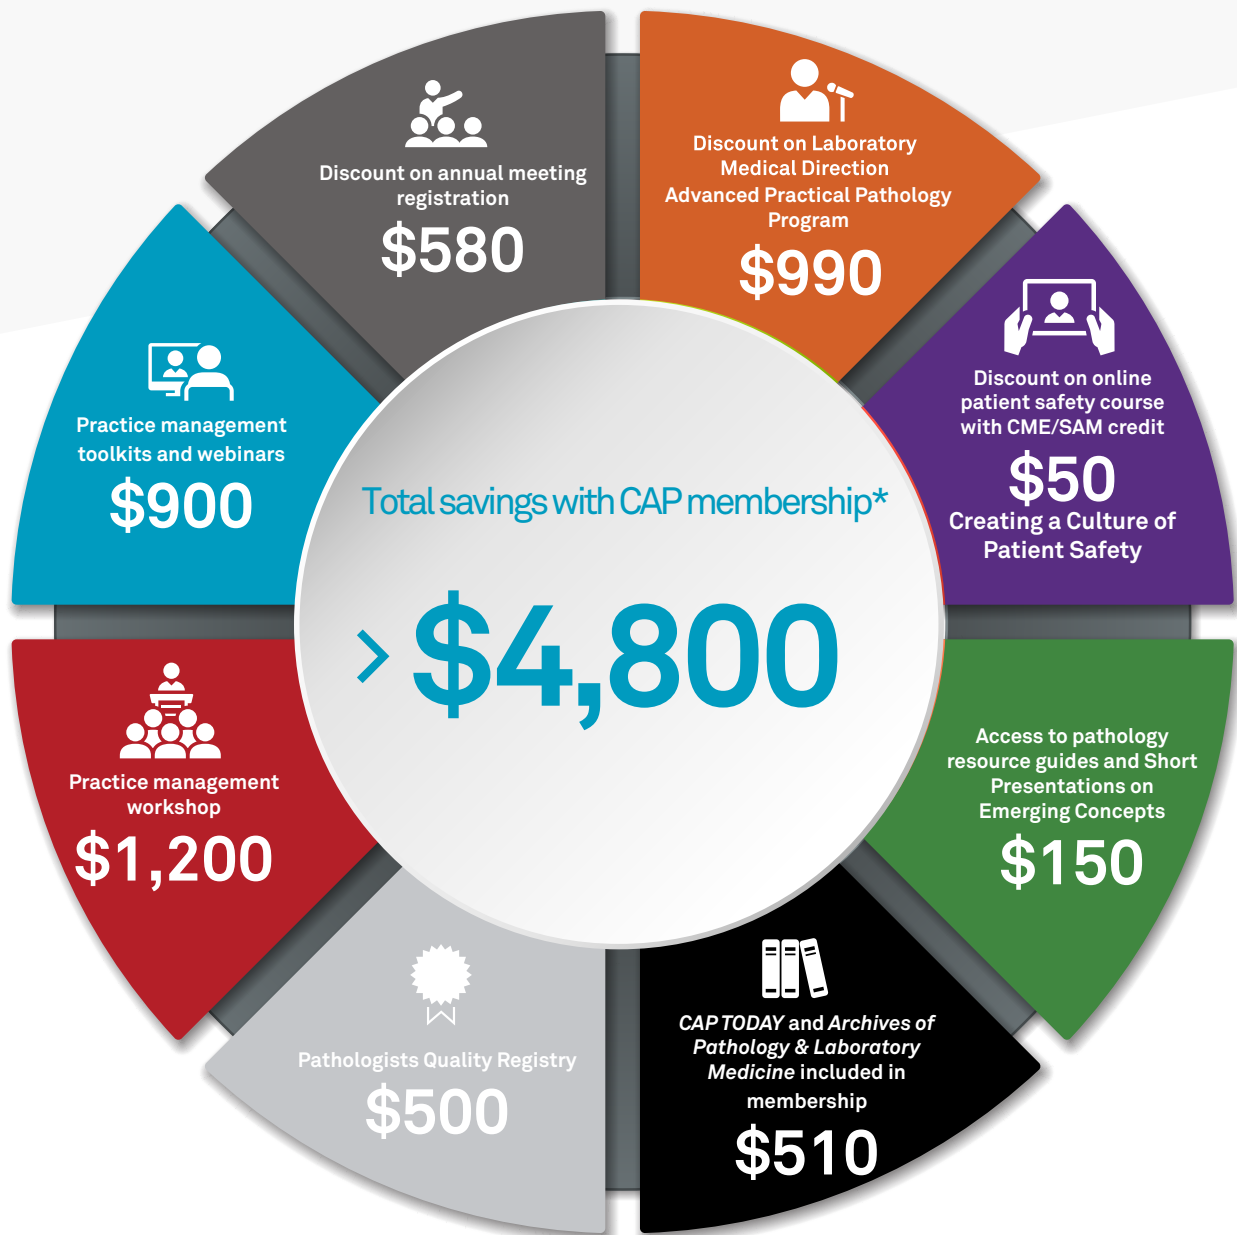 Discount on annual meeting
registration
$580
Discount on Laboratory
Medical Direction
Advanced Practical Pathology
Program
$990
Discount on online
patient safety course
with CME/SAM credit
$50
Creating a Culture of
Patient Safety
Access to pathology
resource guides and Short
Presentations on
Emerging Concepts
$150
CAP TODAY and Archives of
Pathology & Laboratory
Medicine included in
membership
$510
Pathologists Quality Registry
$500
Practice management
workshop
$1,200
Practice management
toolkits and webinars
$900
Total savings with CAP membership*
> $4,800